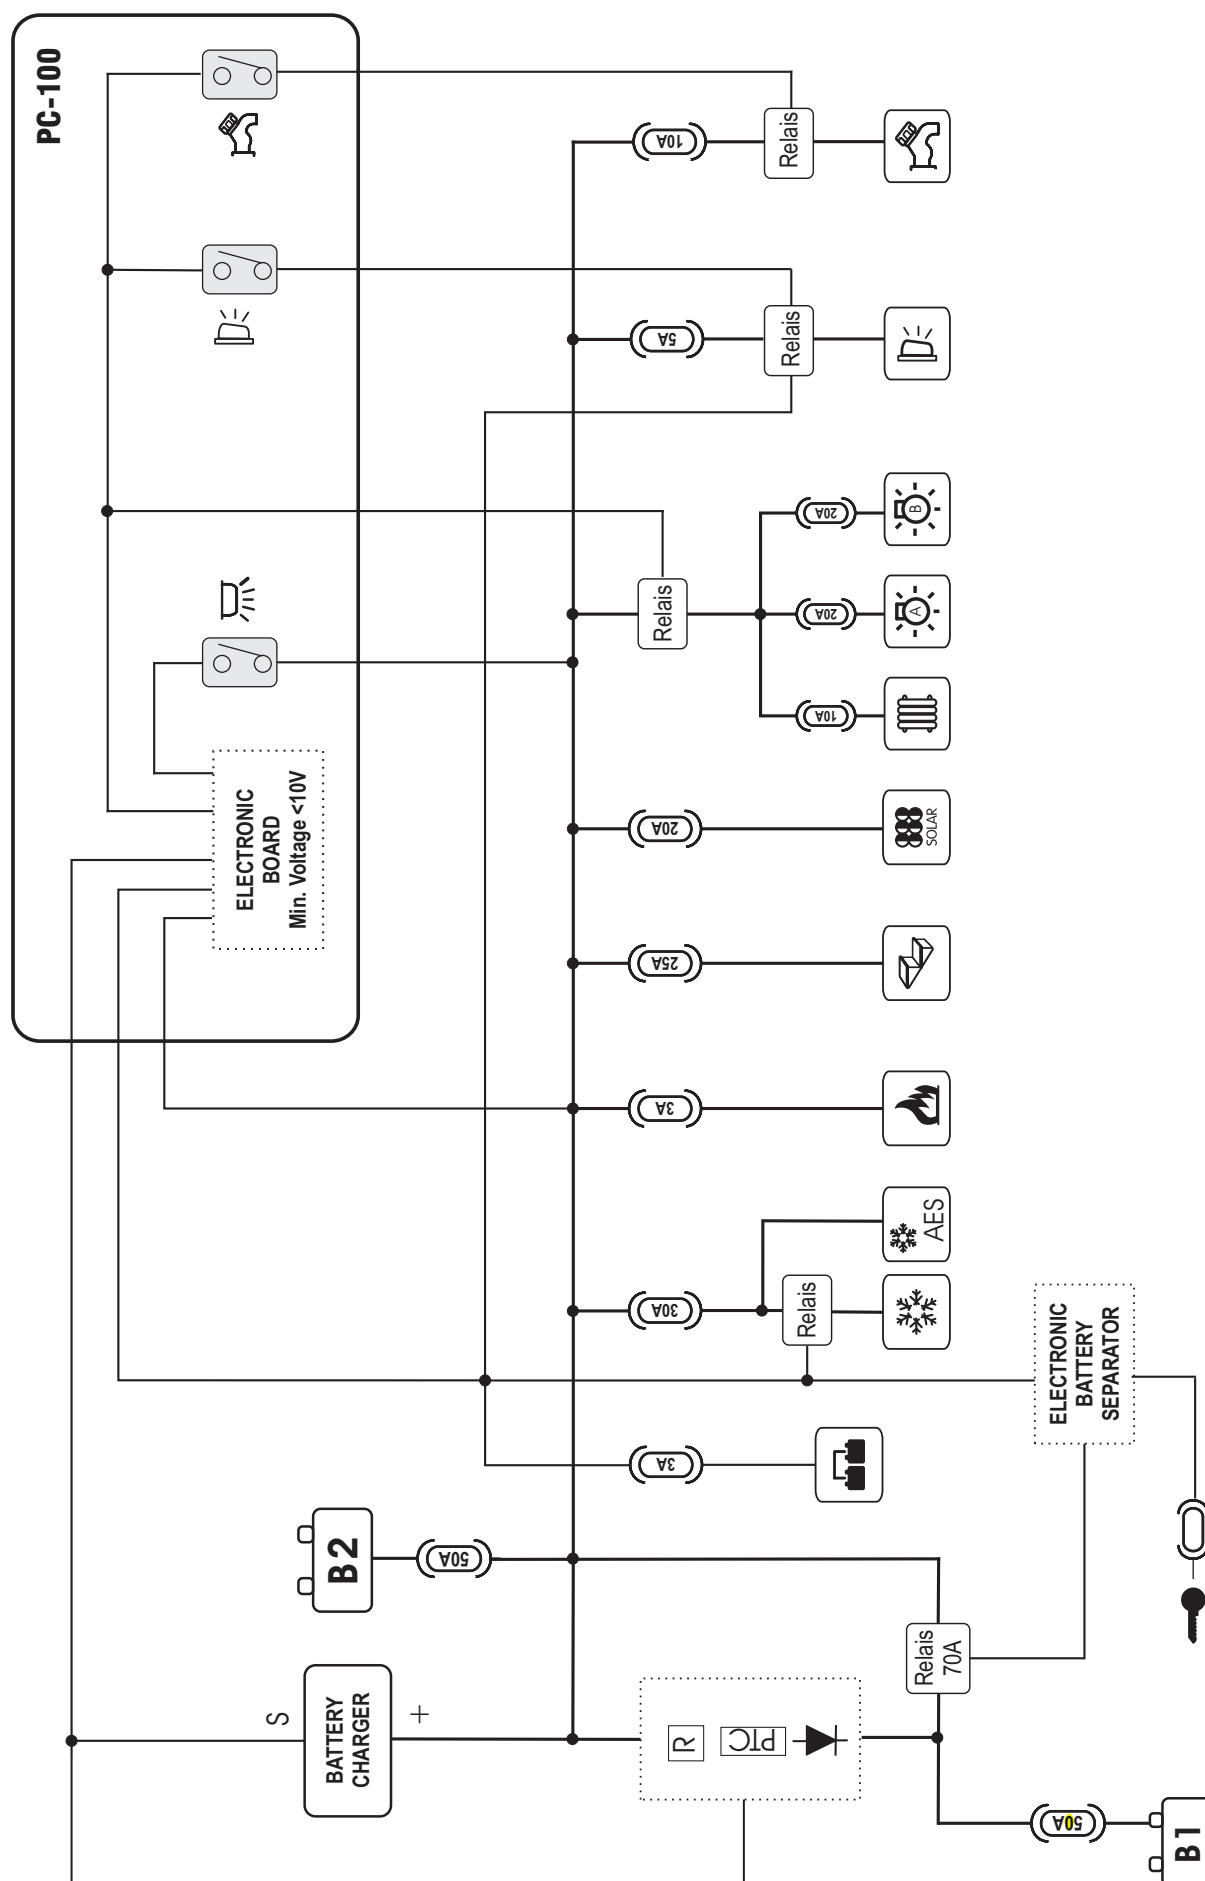 PC-100
10A
Relais
5A
Relais
B
20A
Relais
A
20A
10A
ELECTRONIC
BOARD
Min. Voltage <10V
20A
SOLAR
25A
3A
AES
30A
Relais
ELECTRONIC
BATTERY
SEPARATOR
3A
B2
50A
Relais
70A
S
BATTERY
CHARGER
+
R
PTC
50A
B1